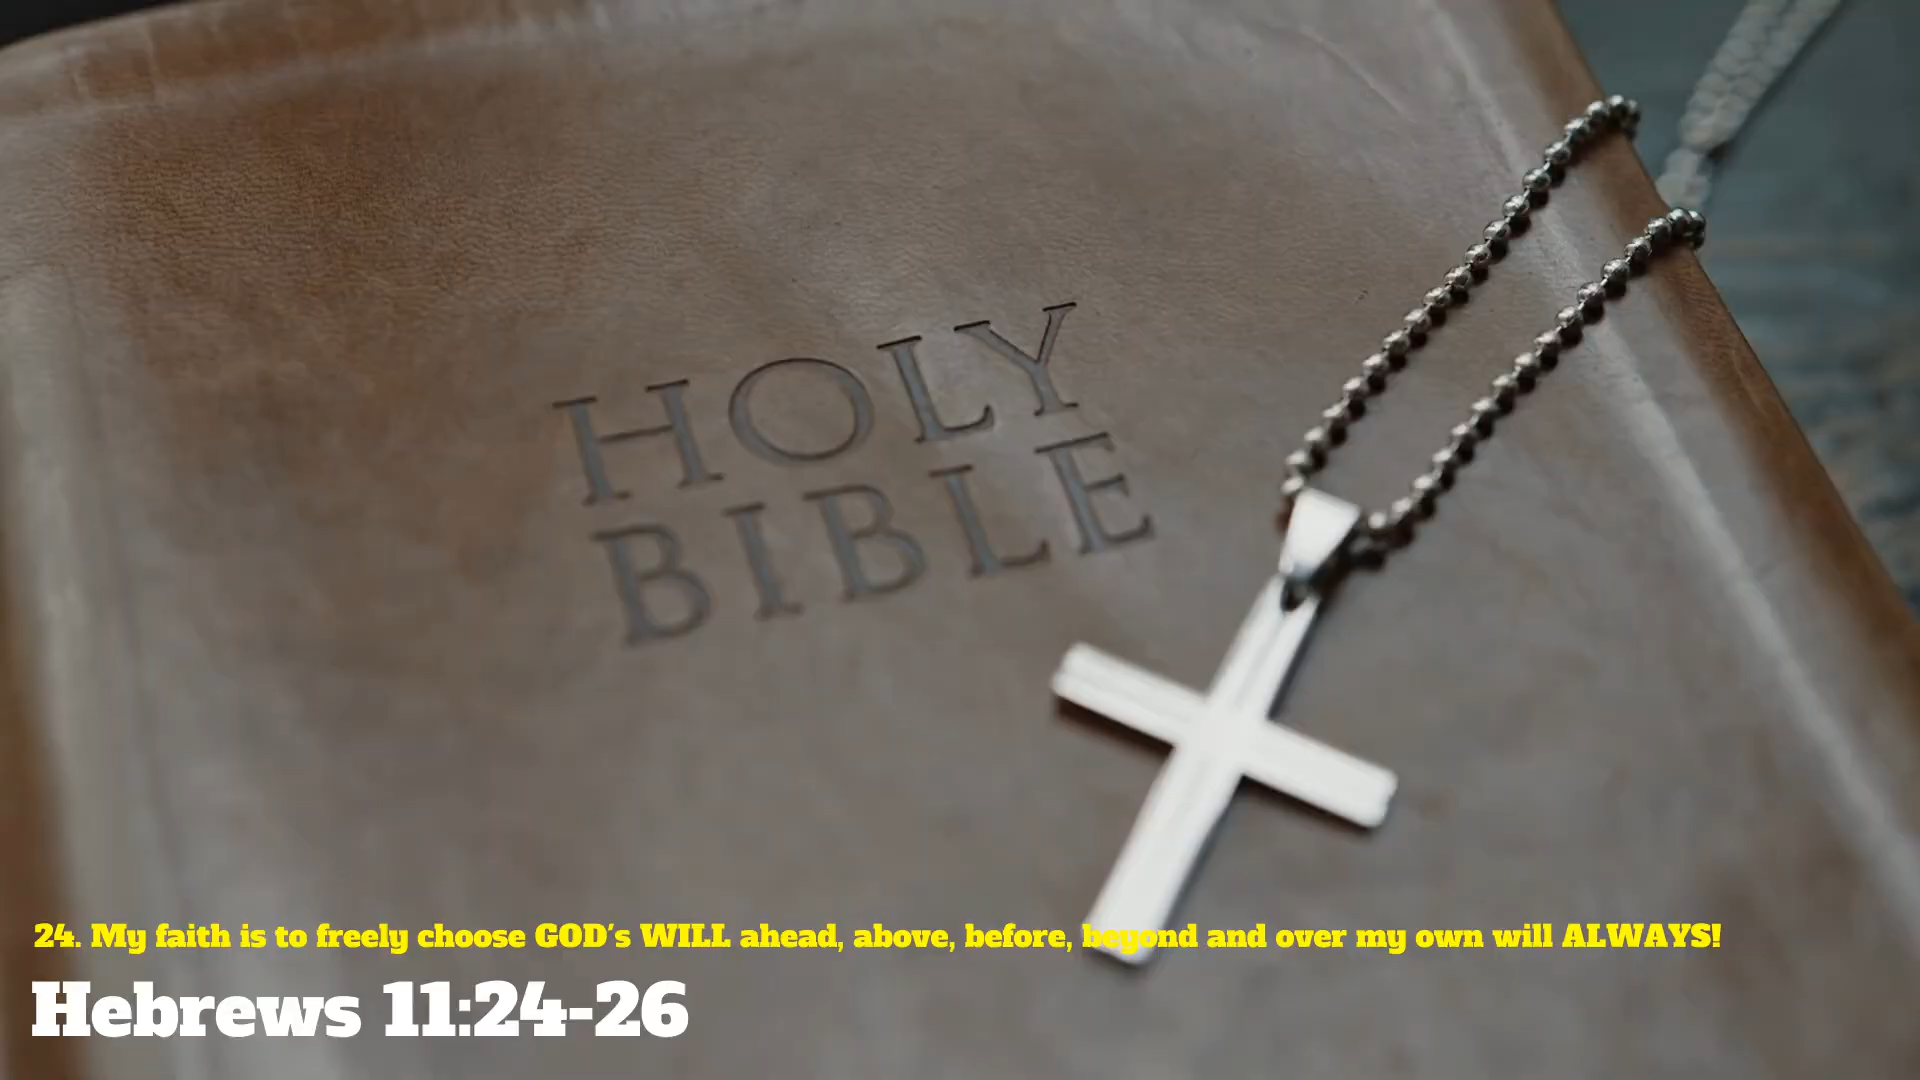 HOLY
BIBLE
24. My faith is to freely choose GOD's WILL ahead, above, before, beyond and over my own will ALWAYS!
Hebrews 11:24-26